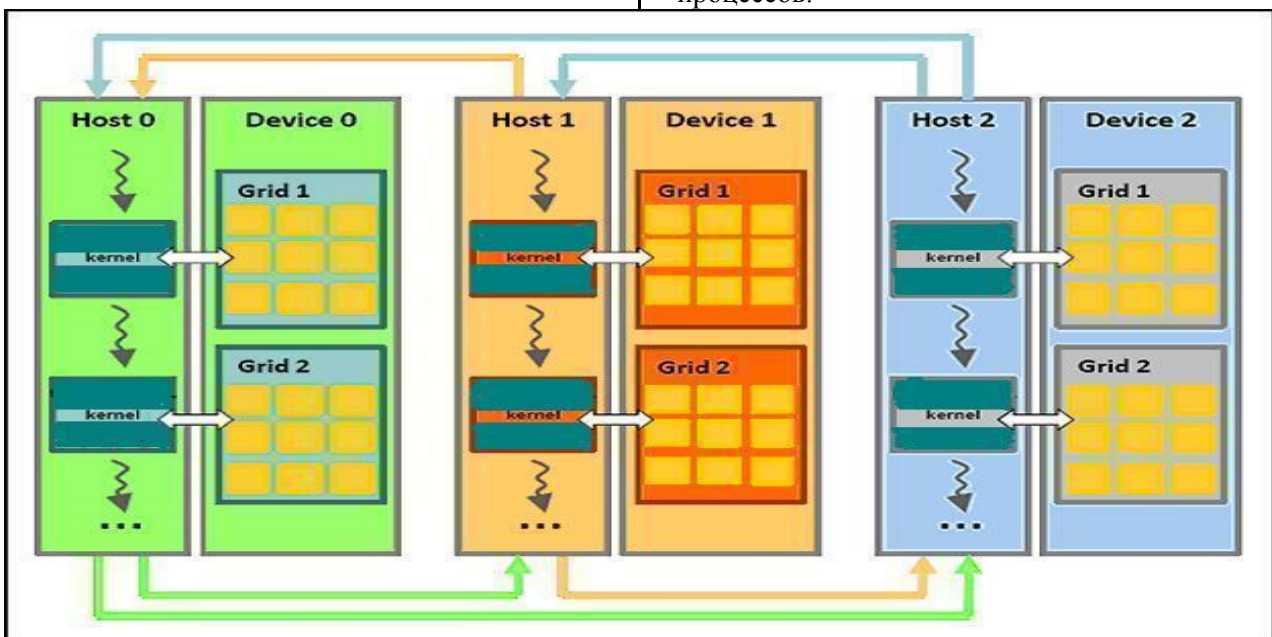 процессов.
Host 0 Device 0 Host 1 Device 1 Host 2 Device 2
Grid 1 Grid 1 Grid 1
kernel kernel kernel
Grid 2 Grid 2 Grid 2
kernel kernel kernel
... ... ...